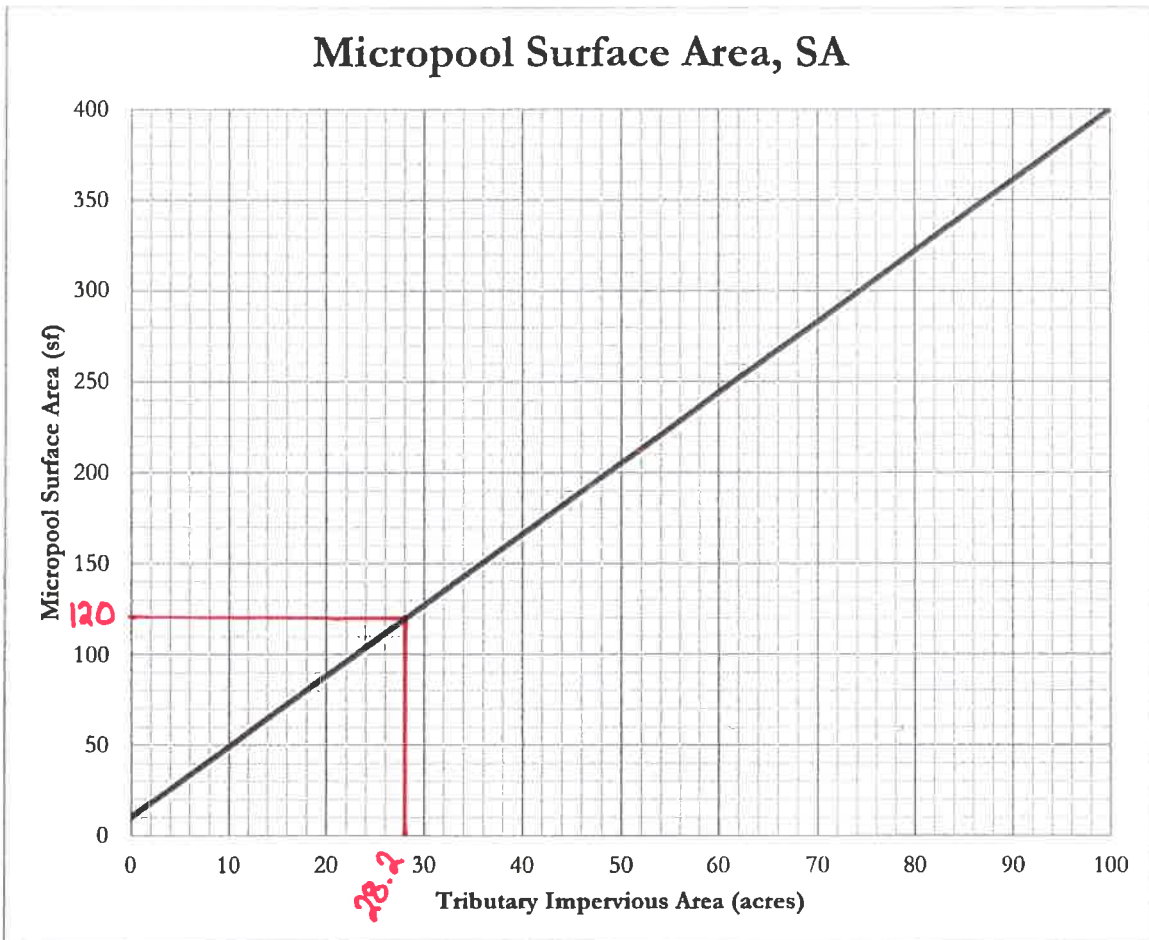 Micropool Surface Area, SA
Micropool Surface Area (sf)
400
350
300
250
200
150
120
100
50
0
0 10 20 30 40 50 60 70 80 90 100
28.2
Tributary Impervious Area (acres)